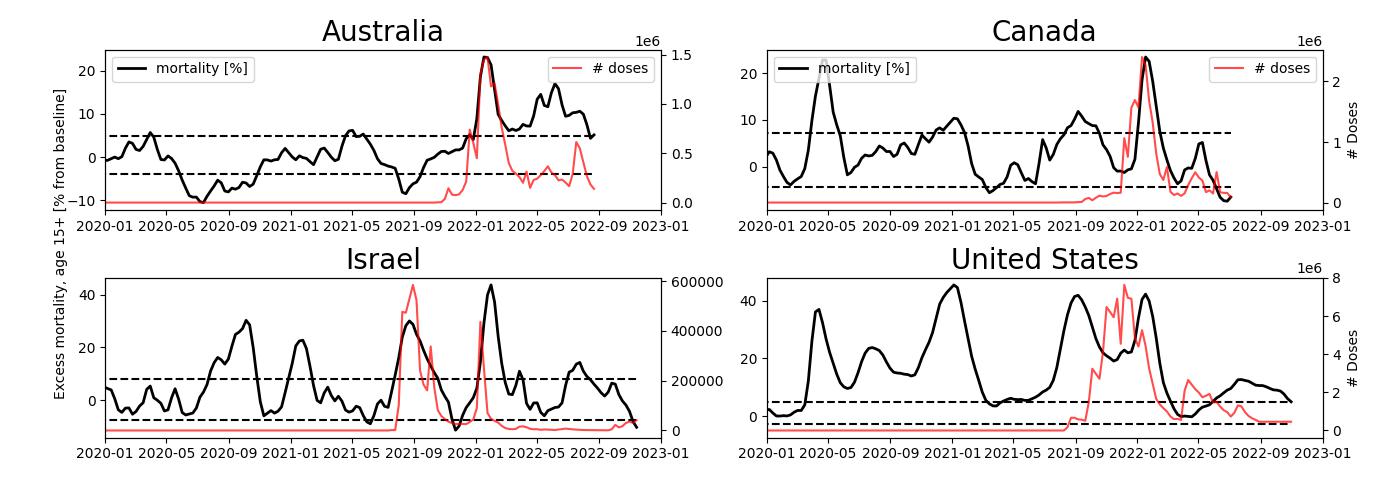 Australia
1e6
mortality [%]
# doses
20
10
0
−10
1.5
1.0
0.5
0.0
2020-01 2020-05 2020-09 2021-01 2021-05 2021-09 2022-01 2022-05 2022-09 2023-01
Canada
1e6
mortality [%]
# doses
20
10
0
2
1
0
# Doses
2020-01 2020-05 2020-09 2021-01 2021-05 2021-09 2022-01 2022-05 2022-09 2023-01
Excess mortality, age 15+ [% from baseline]
Israel
40
20
0
600000
400000
200000
0
2020-01 2020-05 2020-09 2021-01 2021-05 2021-09 2022-01 2022-05 2022-09 2023-01
United States
1e6
40
20
0
8
6
4
2
0
# Doses
2020-01 2020-05 2020-09 2021-01 2021-05 2021-09 2022-01 2022-05 2022-09 2023-01